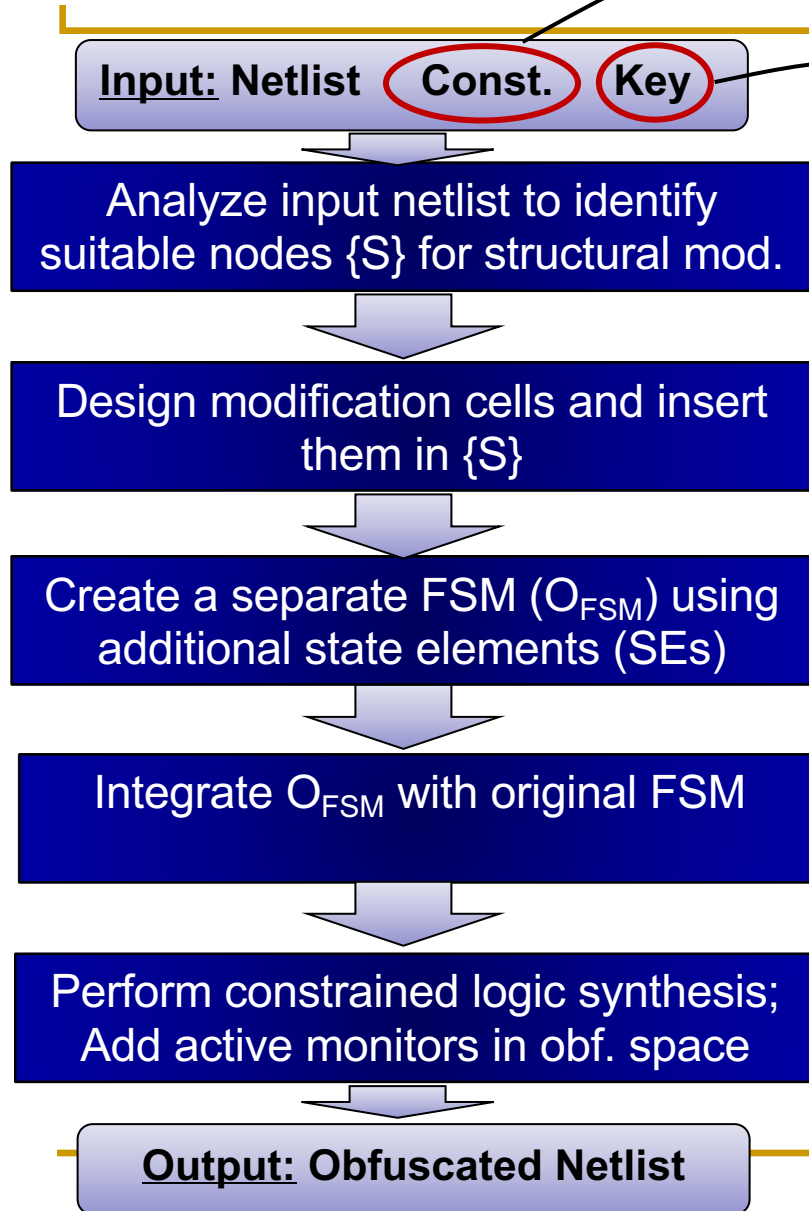 Input: Netlist Const. Key
Analyze input netlist to identify
suitable nodes {S} for structural mod.
Design modification cells and insert
them in {S}
Create a separate FSM (OFSM) using
additional state elements (SEs)
Integrate OFSM with original FSM
Perform constrained logic synthesis;
Add active monitors in obf. space
Output: Obfuscated Netlist